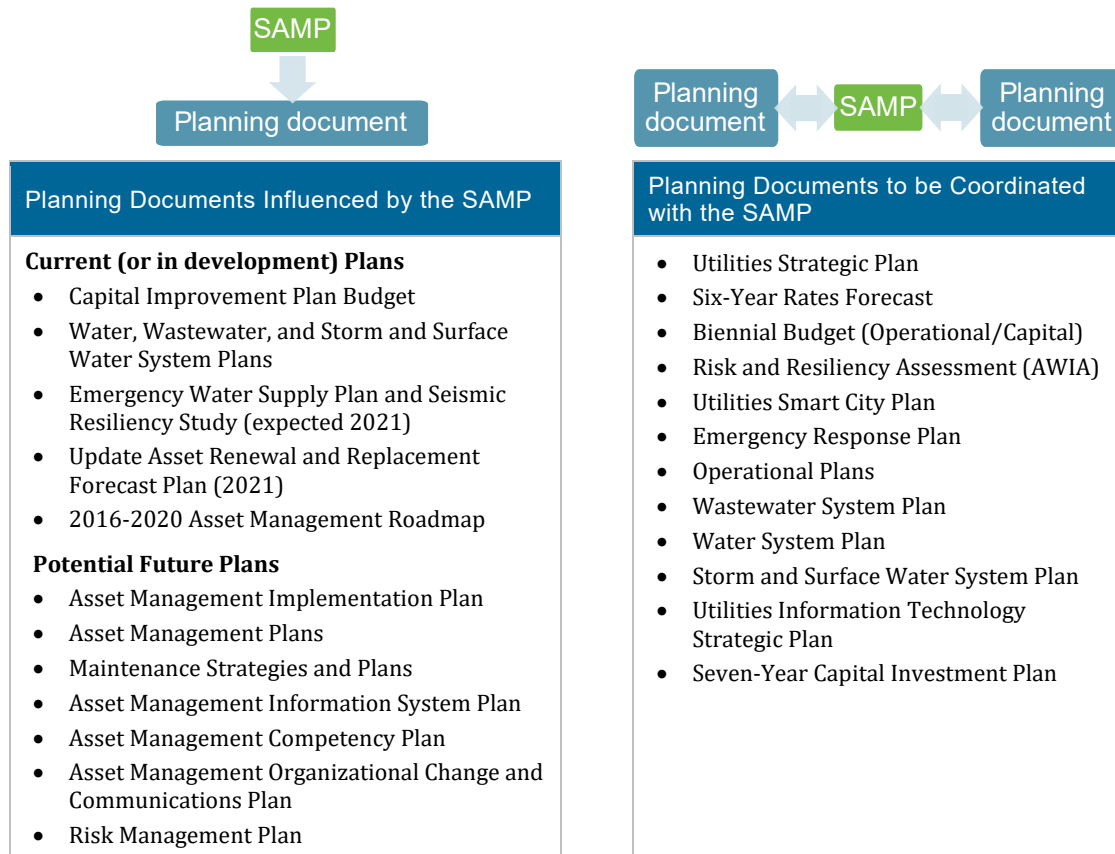 SAMP
Planning document
Planning Documents Influenced by the SAMP
Current (or in development) Plans
• Capital Improvement Plan Budget
• Water, Wastewater, and Storm and Surface
Water System Plans
• Emergency Water Supply Plan and Seismic
Resiliency Study (expected 2021)
• Update Asset Renewal and Replacement
Forecast Plan (2021)
• 2016-2020 Asset Management Roadmap
Potential Future Plans
• Asset Management Implementation Plan
• Asset Management Plans
• Maintenance Strategies and Plans
• Asset Management Information System Plan
• Asset Management Competency Plan
• Asset Management Organizational Change and
Communications Plan
• Risk Management Plan
Planning
document
SAMP
Planning
document
Planning Documents to be Coordinated
with the SAMP
• Utilities Strategic Plan
• Six-Year Rates Forecast
• Biennial Budget (Operational/Capital)
• Risk and Resiliency Assessment (AWIA)
• Utilities Smart City Plan
• Emergency Response Plan
• Operational Plans
• Wastewater System Plan
• Water System Plan
• Storm and Surface Water System Plan
• Utilities Information Technology
Strategic Plan
• Seven-Year Capital Investment Plan